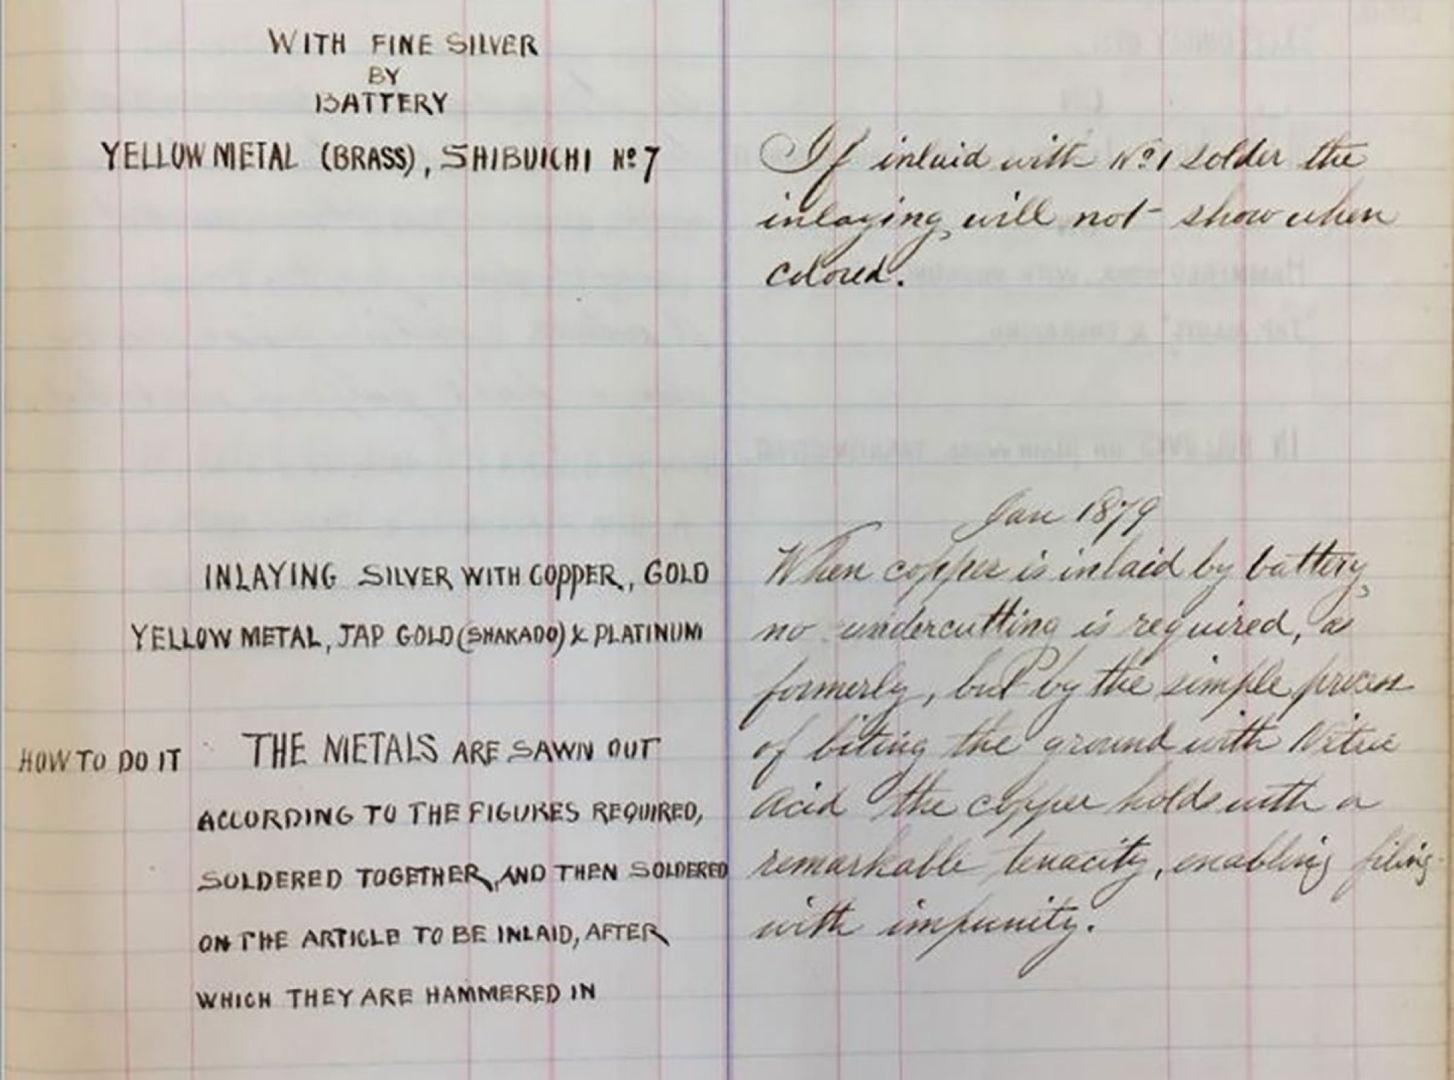 WITH FINE SILVER
BY
BATTERY
YELLOW METAL (BRASS), SHIBUICHI No 7
INLAYING SILVER WITH COPPER, GOLD
YELLOW METAL, JAP GOLD (SHAKADO) & PLATINUM
HOW TO DO IT
THE METALS ARE SAWN OUT
ACCORDING TO THE FIGURES REQUIRED,
SOLDERED TOGETHER, AND THEN SOLDERED
ON THE ARTICLE TO BE INLAID, AFTER
WHICH THEY ARE HAMMERED IN
If inlaid with No 1 solder the
inlaying will not show when
colored.
Jan 1879
When copper is inlaid by battery,
no undercutting is required, as
formerly, but by the simple process
of biting the ground with Nitric
Acid the copper holds with a
remarkable tenacity, enabling filing
with impunity.